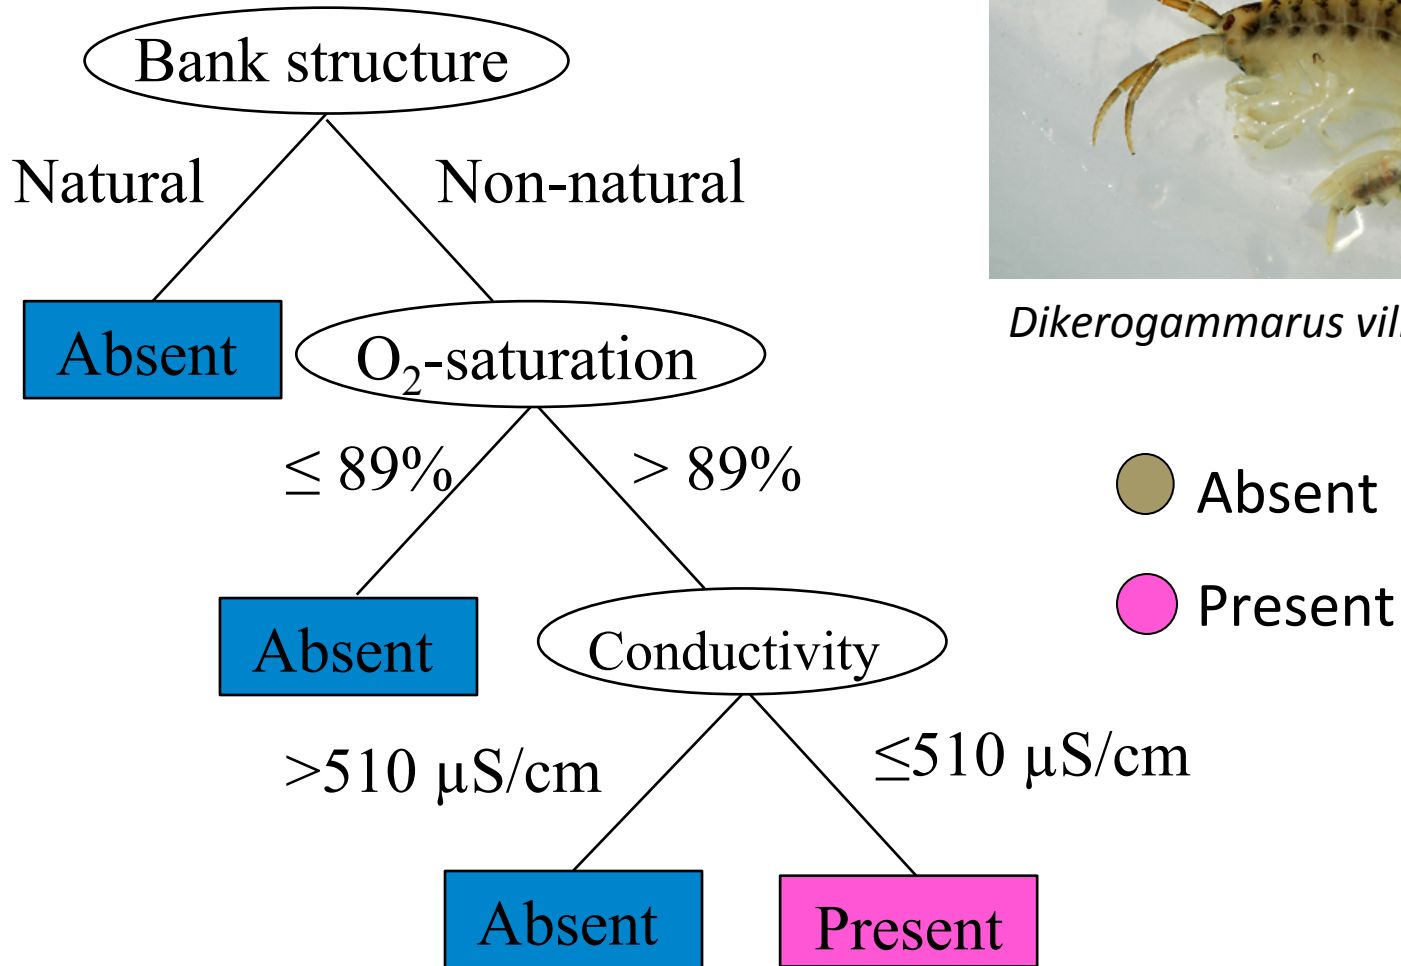 Bank structure
Natural
Non-natural
Absent
O₂-saturation
≤ 89%
> 89%
Absent
Conductivity
>510 µS/cm
≤510 µS/cm
Absent
Present
Dikerogammarus
Absent
Present